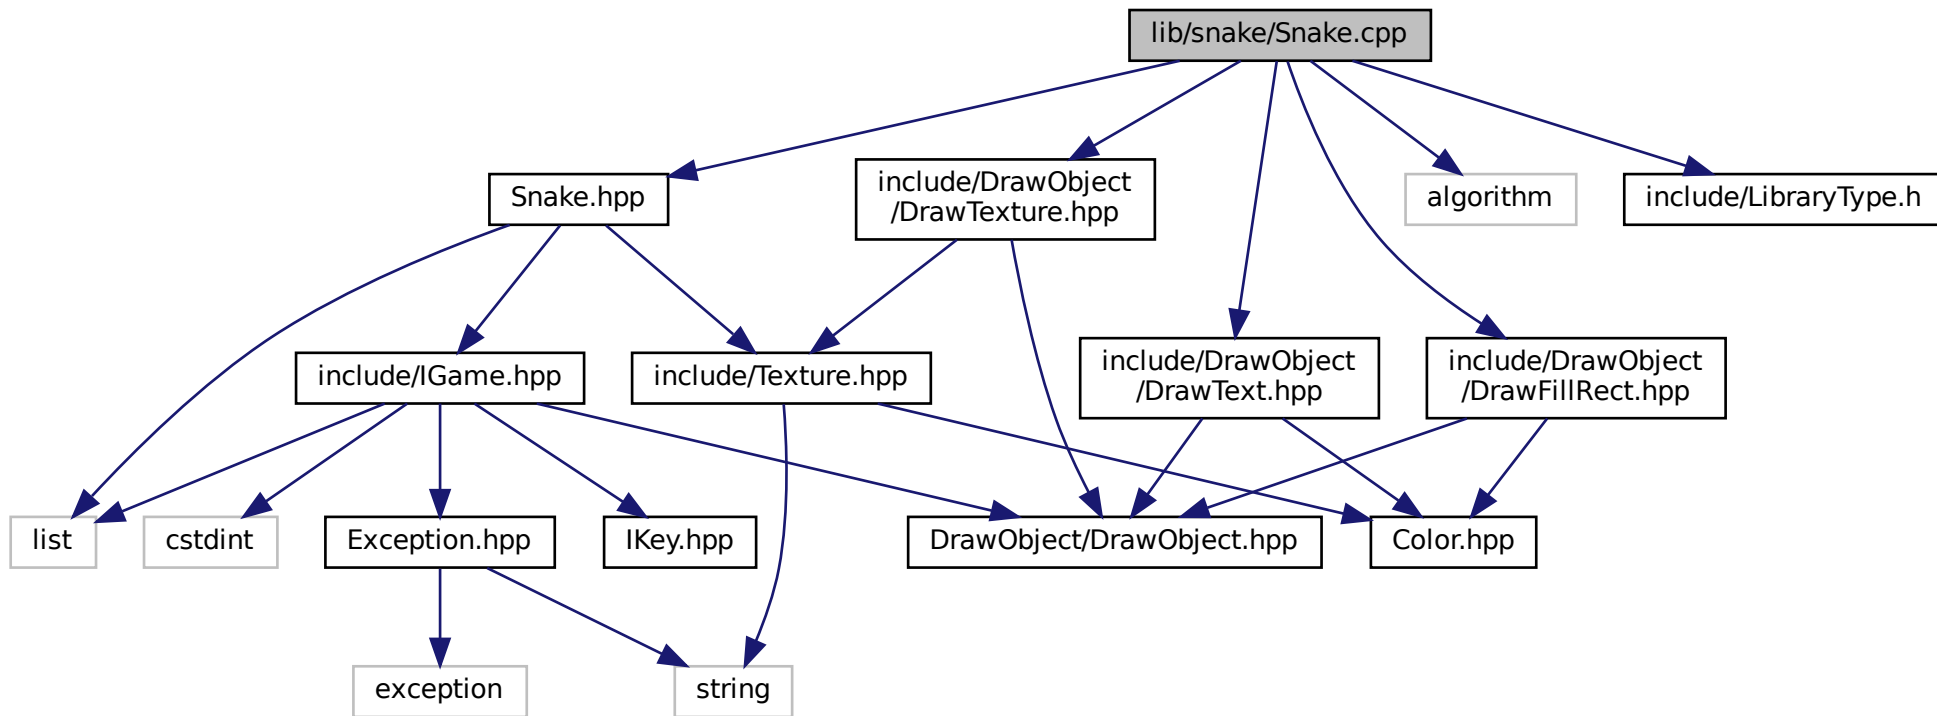 lib/snake/Snake.cpp
Snake.hpp
include/DrawObject
/DrawTexture.hpp
algorithm
include/LibraryType.h
include/IGame.hpp
include/Texture.hpp
include/DrawObject
/DrawText.hpp
include/DrawObject
/DrawFillRect.hpp
list
cstdint
Exception.hpp
IKey.hpp
DrawObject/DrawObject.hpp
Color.hpp
exception
string